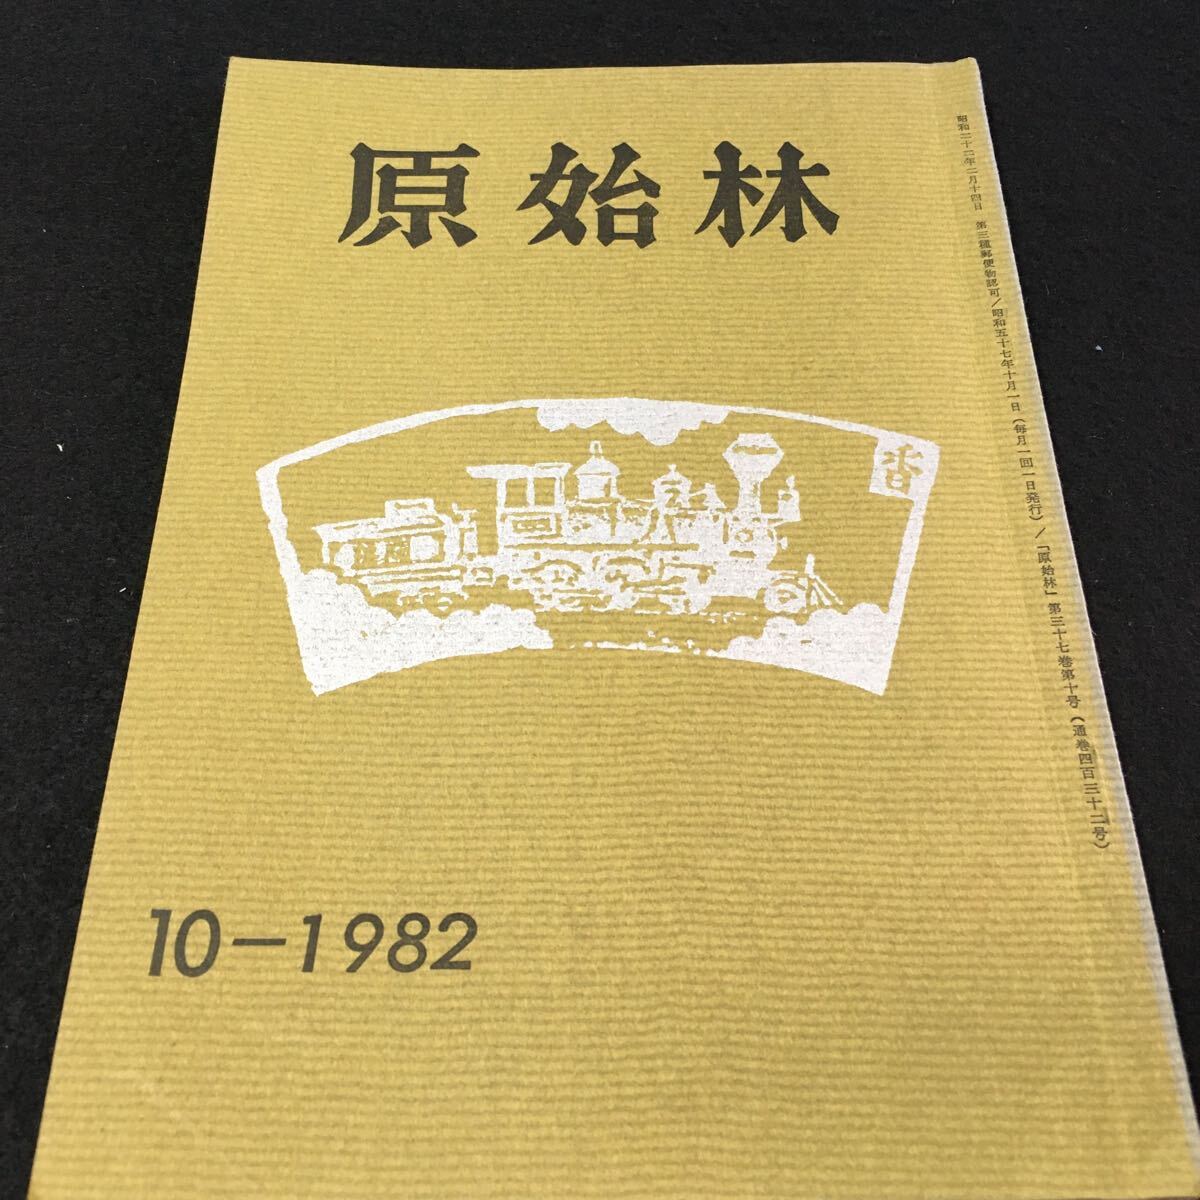 原始林
昭和二十二年二月十四日　第三種郵便物認可／昭和五十七年十月一日（毎月一回一日発行）／「原始林」第三十七巻第十号（通巻四百三十二号）
香
10－1982